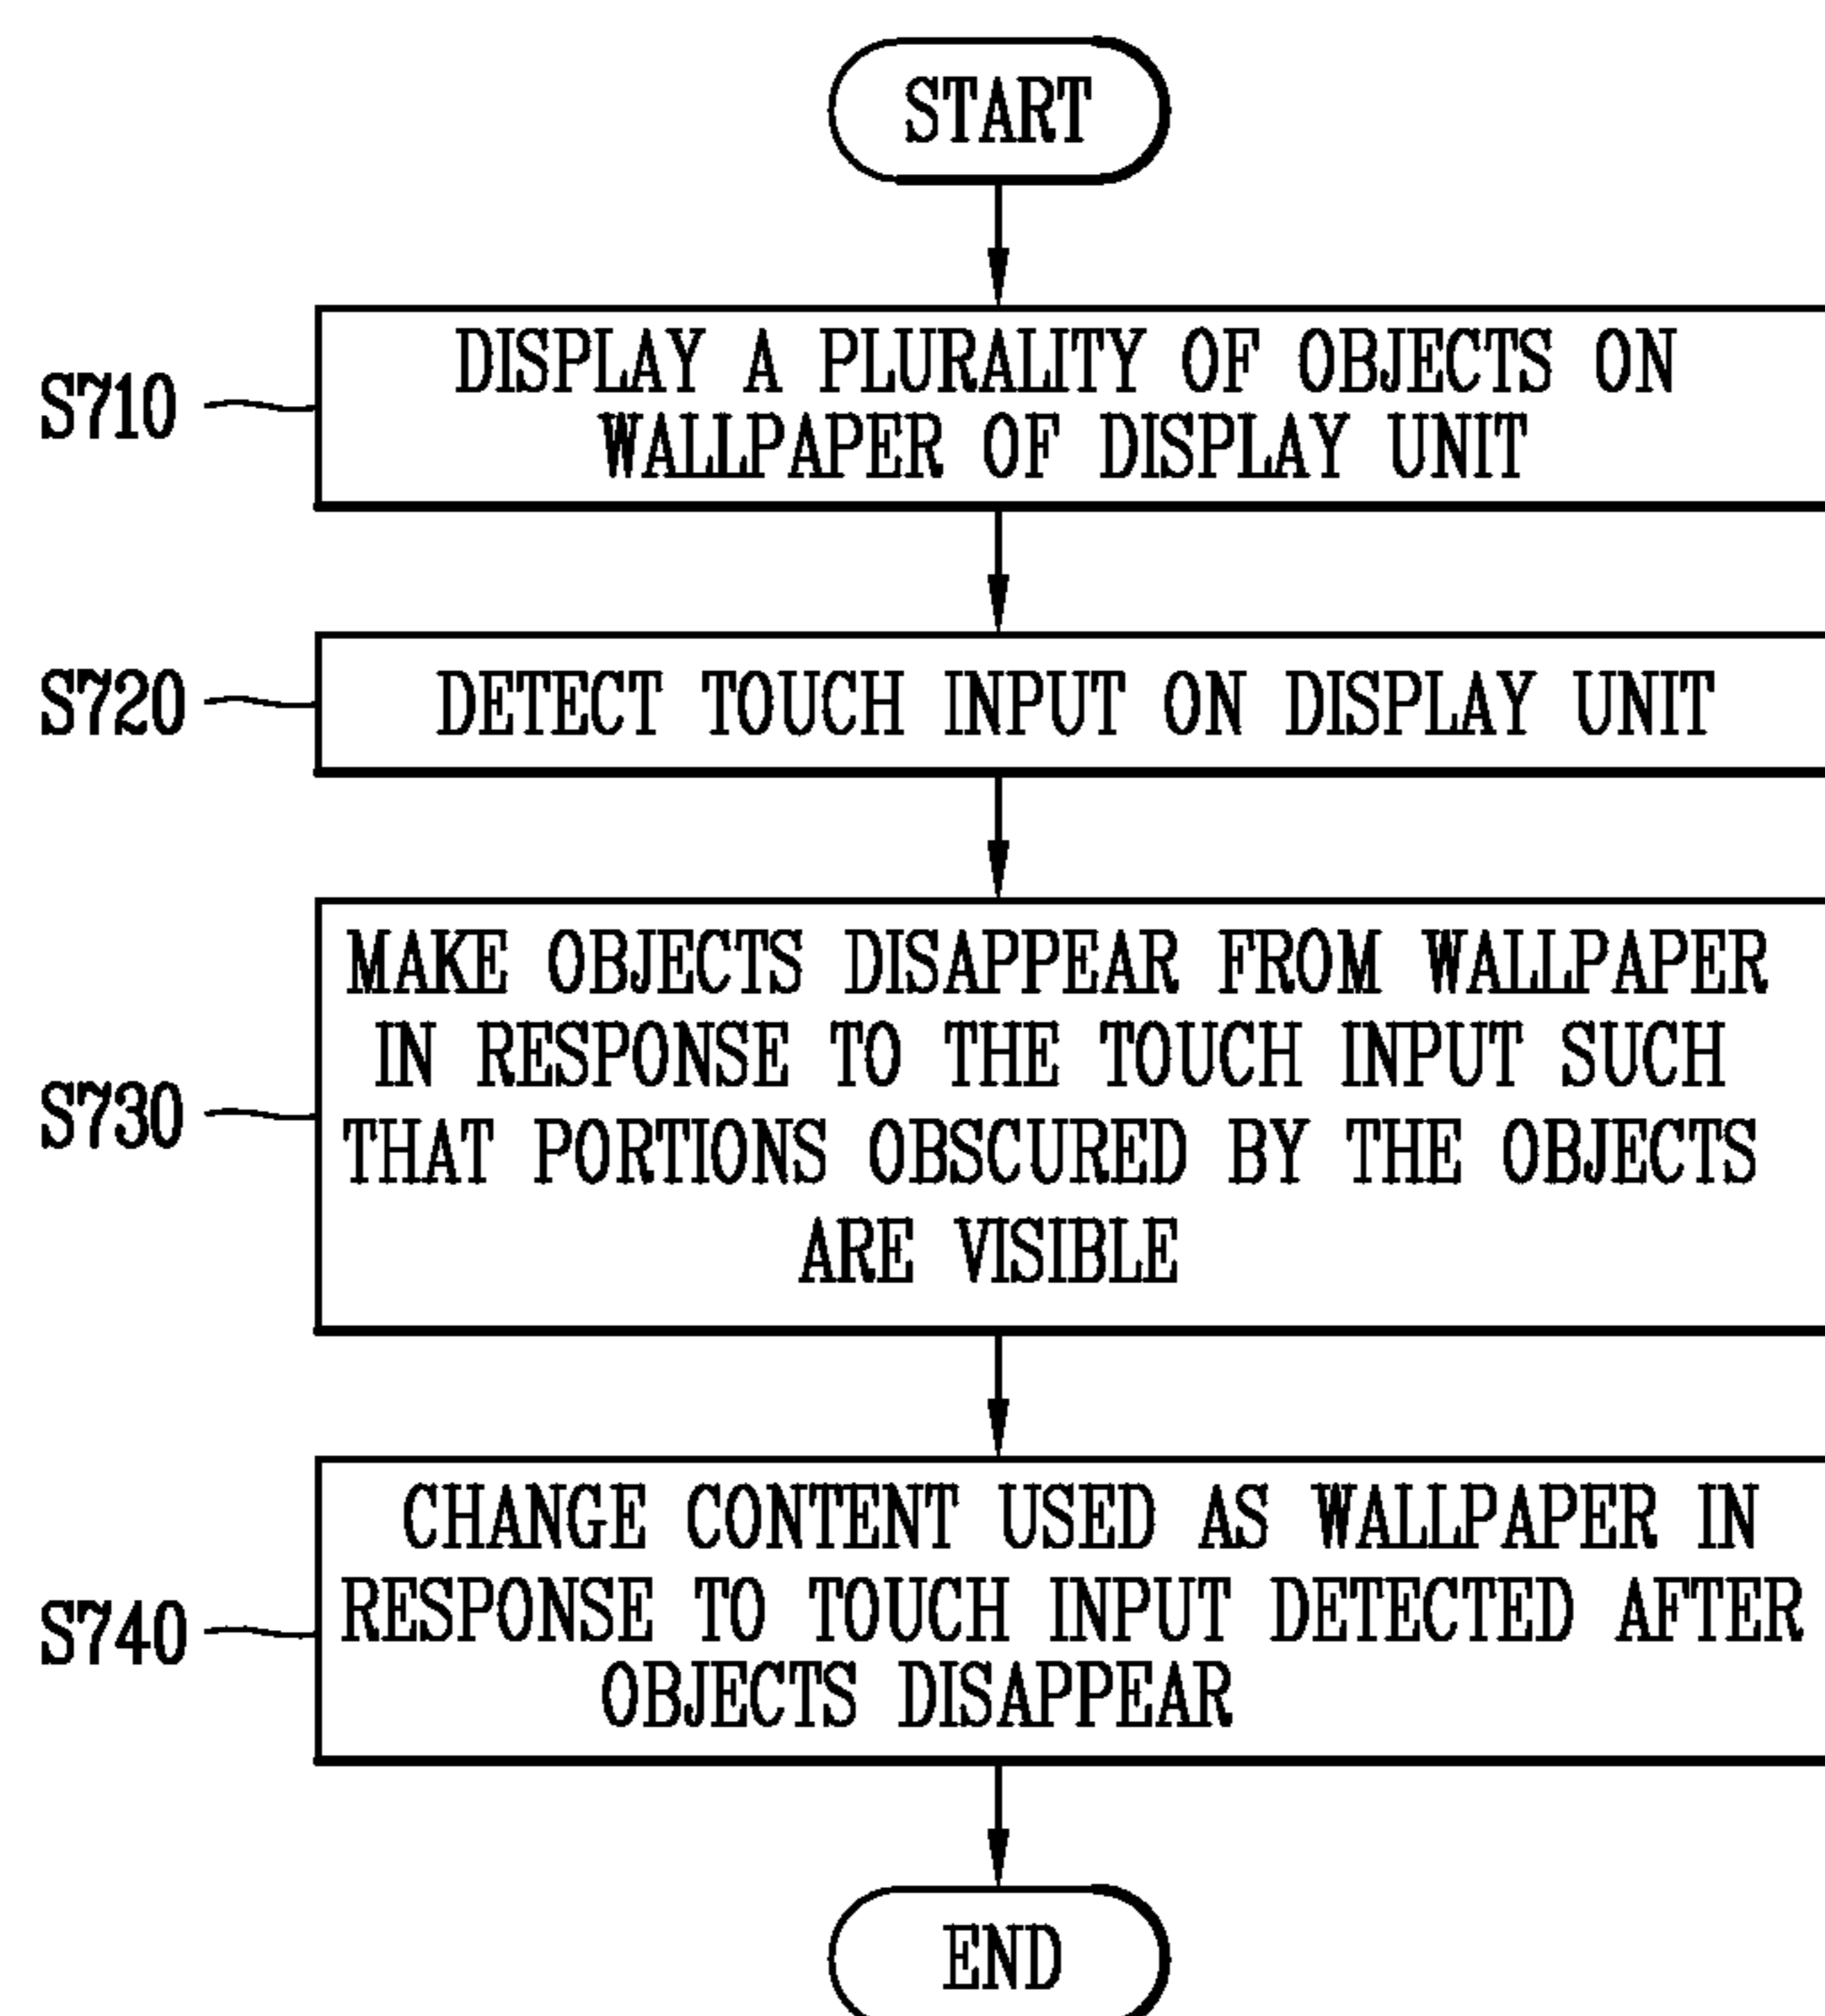 START
S710
DISPLAY A PLURALITY OF OBJECTS ON
WALLPAPER OF DISPLAY UNIT
S720
DETECT TOUCH INPUT ON DISPLAY UNIT
S730
MAKE OBJECTS DISAPPEAR FROM WALLPAPER
IN RESPONSE TO THE TOUCH INPUT SUCH
THAT PORTIONS OBSCURED BY THE OBJECTS
ARE VISIBLE
S740
CHANGE CONTENT USED AS WALLPAPER IN
RESPONSE TO TOUCH INPUT DETECTED AFTER
OBJECTS DISAPPEAR
END